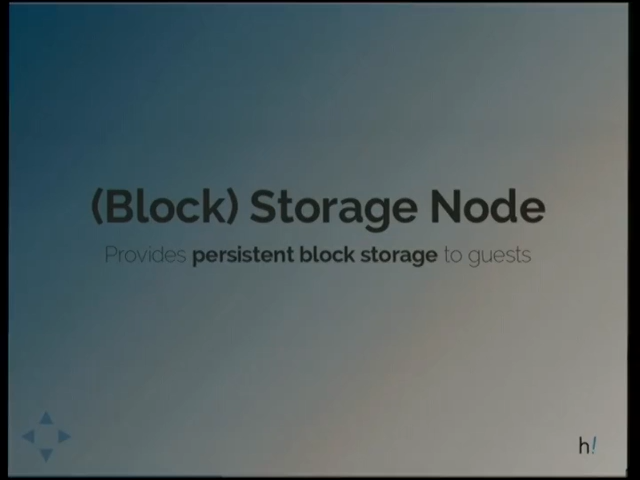 (Block) Storage Node
Provides persistent block storage to guests
h!